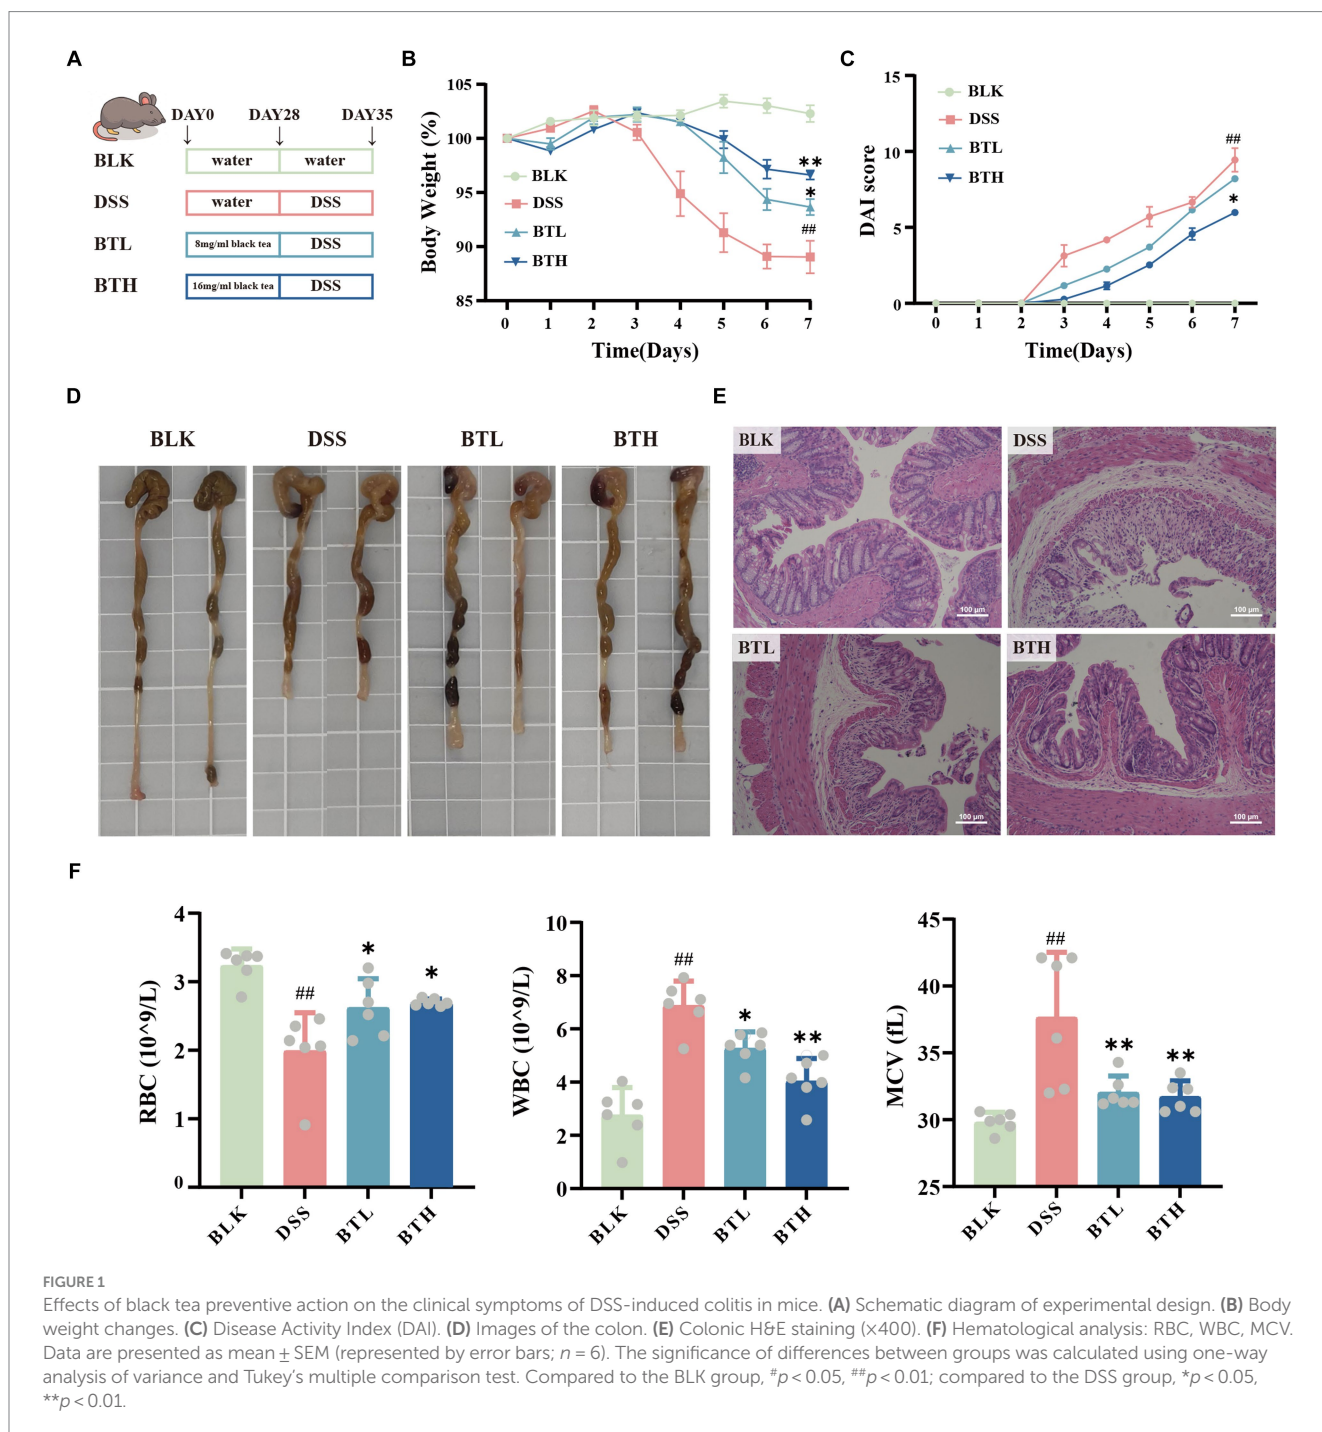 A
DAY0 DAY28 DAY35
BLK water water
DSS water DSS
BTL 8mg/ml black tea DSS
BTH 16mg/ml black tea DSS
B
Body Weight (%)
105
100
95
90
85
BLK
DSS
BTL
BTH
**
*
##
0 1 2 3 4 5 6 7
Time(Days)
C
DAI score
15
10
5
0
BLK
DSS
BTL
BTH
##
*
0 1 2 3 4 5 6 7
Time(Days)
D
BLK DSS BTL BTH
E
BLK
100 μm
DSS
100 μm
BTL
100 μm
BTH
100 μm
F
RBC (10^9/L)
4
3
2
1
0
##
*
*
BLK DSS BTL BTH
WBC (10^9/L)
10
8
6
4
2
0
##
*
**
BLK DSS BTL BTH
MCV (fL)
45
40
35
30
25
##
**
**
BLK DSS BTL BTH
FIGURE 1
Effects of black tea preventive action on the clinical symptoms of DSS-induced colitis in mice. (A) Schematic diagram of experimental design. (B) Body
weight changes. (C) Disease Activity Index (DAI). (D) Images of the colon. (E) Colonic H&E staining (×400). (F) Hematological analysis: RBC, WBC, MCV.
Data are presented as mean ± SEM (represented by error bars; n = 6). The significance of differences between groups was calculated using one-way
analysis of variance and Tukey's multiple comparison test. Compared to the BLK group, #p < 0.05, ##p < 0.01; compared to the DSS group, *p < 0.05,
**p < 0.01.